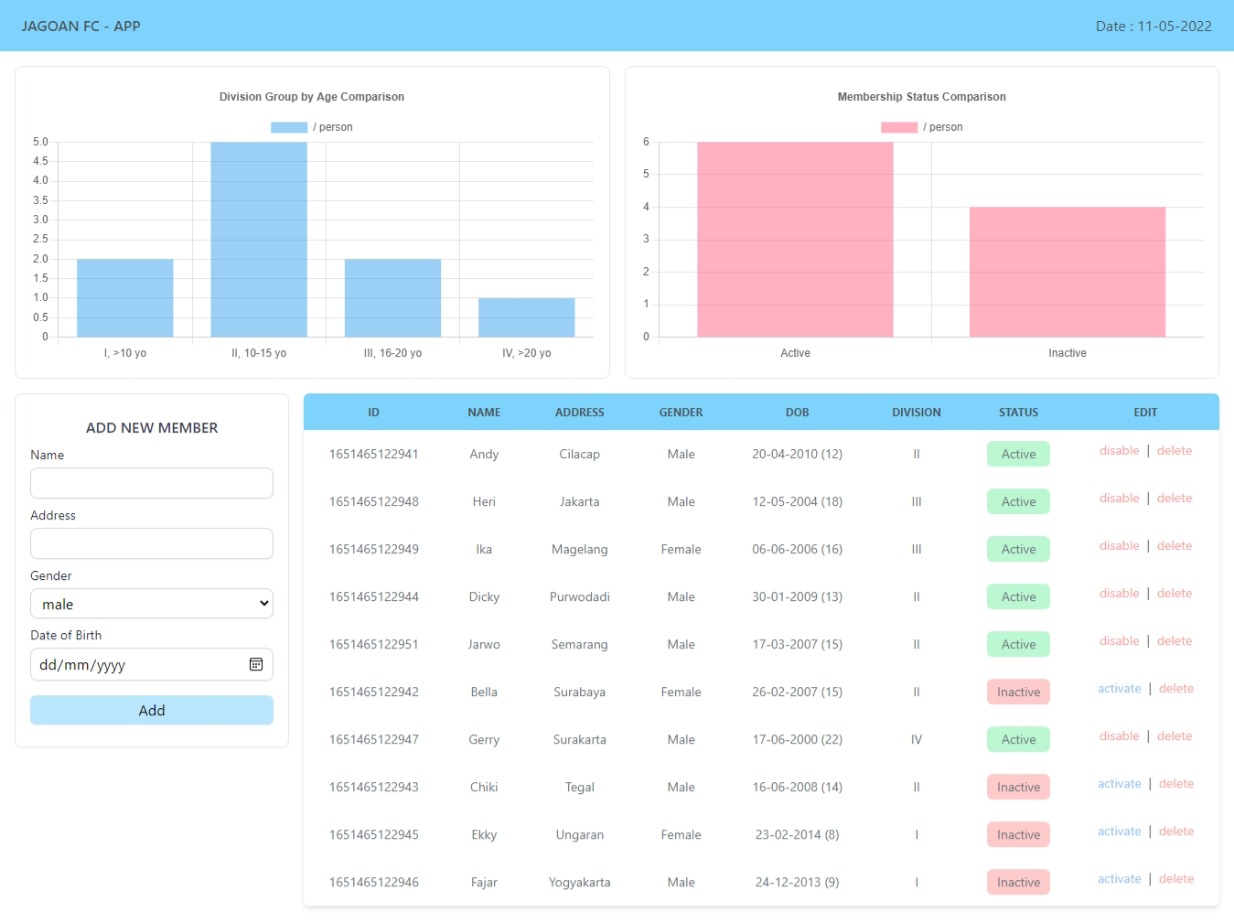 JAGOAN FC - APP
Date : 11-05-2022
Division Group by Age Comparison
/ person
5.0
4.5
4.0
3.5
3.0
2.5
2.0
1.5
1.0
0.5
0
I, >10 yo II, 10-15 yo III, 16-20 yo IV, >20 yo
Membership Status Comparison
/ person
6
5
4
3
2
1
0
Active Inactive
ADD NEW MEMBER
Name
Address
Gender
male
Date of Birth
dd/mm/yyyy
Add
ID NAME ADDRESS GENDER DOB DIVISION STATUS EDIT
1651465122941 Andy Cilacap Male 20-04-2010 (12) II Active disable | delete
1651465122948 Heri Jakarta Male 12-05-2004 (18) III Active disable | delete
1651465122949 Ika Magelang Female 06-06-2006 (16) III Active disable | delete
1651465122944 Dicky Purwodadi Male 30-01-2009 (13) II Active disable | delete
1651465122951 Jarwo Semarang Male 17-03-2007 (15) II Active disable | delete
1651465122942 Bella Surabaya Female 26-02-2007 (15) II Inactive activate | delete
1651465122947 Gerry Surakarta Male 17-06-2000 (22) IV Active disable | delete
1651465122943 Chiki Tegal Male 16-06-2008 (14) II Inactive activate | delete
1651465122945 Ekky Ungaran Female 23-02-2014 (8) I Inactive activate | delete
1651465122946 Fajar Yogyakarta Male 24-12-2013 (9) I Inactive activate | delete